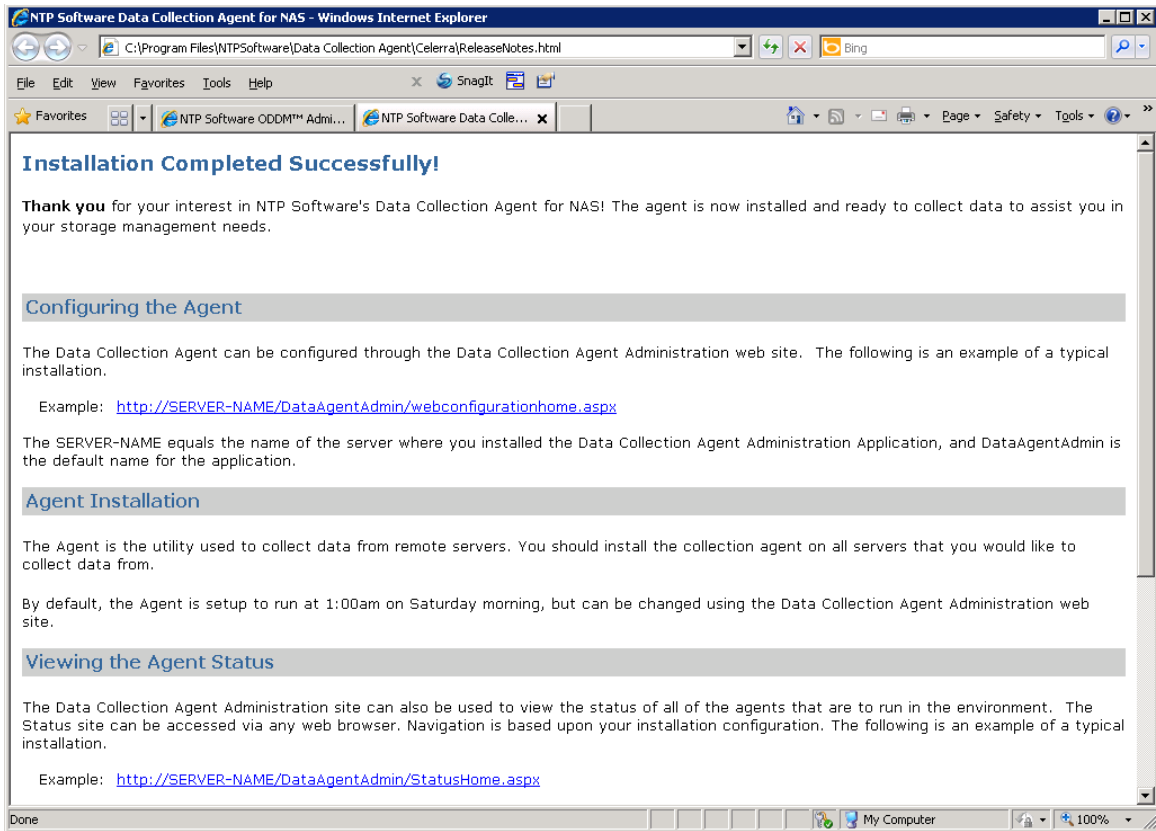 NTP Software Data Collection Agent for NAS - Windows Internet Explorer
C:\Program Files\NTPSoftware\Data Collection Agent\Celerra\ReleaseNotes.html
Bing
File Edit View Favorites Tools Help
x SnagIt
Favorites
NTP Software ODDM™ Admi...
NTP Software Data Colle...
Page Safety Tools »
Installation Completed Successfully!
Thank you for your interest in NTP Software's Data Collection Agent for NAS! The agent is now installed and ready to collect data to assist you in
your storage management needs.
Configuring the Agent
The Data Collection Agent can be configured through the Data Collection Agent Administration web site. The following is an example of a typical
installation.
Example: http://SERVER-NAME/DataAgentAdmin/webconfigurationhome.aspx
The SERVER-NAME equals the name of the server where you installed the Data Collection Agent Administration Application, and DataAgentAdmin is
the default name for the application.
Agent Installation
The Agent is the utility used to collect data from remote servers. You should install the collection agent on all servers that you would like to
collect data from.
By default, the Agent is setup to run at 1:00am on Saturday morning, but can be changed using the Data Collection Agent Administration web
site.
Viewing the Agent Status
The Data Collection Agent Administration site can also be used to view the status of all of the agents that are to run in the environment. The
Status site can be accessed via any web browser. Navigation is based upon your installation configuration. The following is an example of a typical
installation.
Example: http://SERVER-NAME/DataAgentAdmin/StatusHome.aspx
Done
My Computer
100%